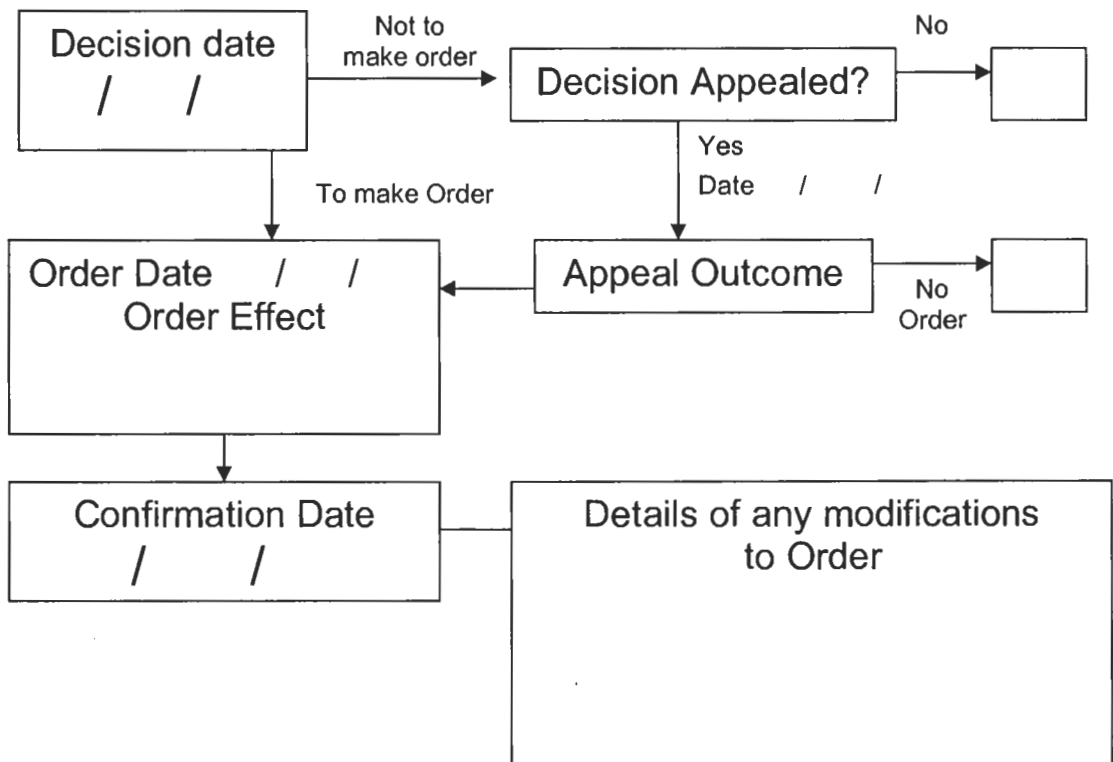 Decision date
/ /
Not to
make order
Decision Appealed?
No
Yes
Date / /
To make Order
Order Date / /
Order Effect
Appeal Outcome
No
Order
Confirmation Date
/ /
Details of any modifications
to Order